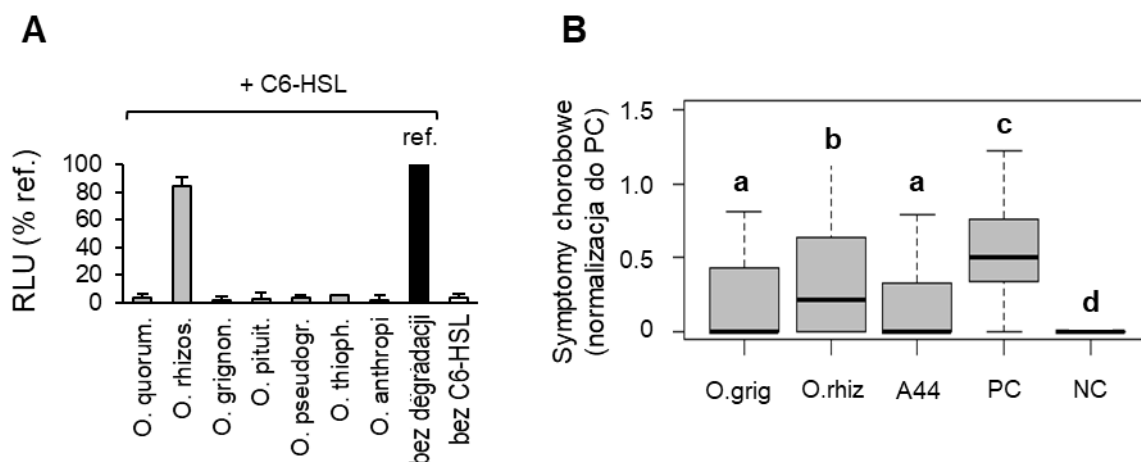 A
+ C6-HSL
ref.
RLU (% ref.)
100
80
60
40
20
0
O. quorum.
O. rhizos.
O. grignon.
O. pituit.
O. pseudogr.
O. thioph.
O. anthropi
bez degradacji
bez C6-HSL
B
Symptomy chorobowe
(normalizacja do PC)
1.5
1.0
0.5
0
a
b
a
c
d
O.grig
O.rhiz
A44
PC
NC